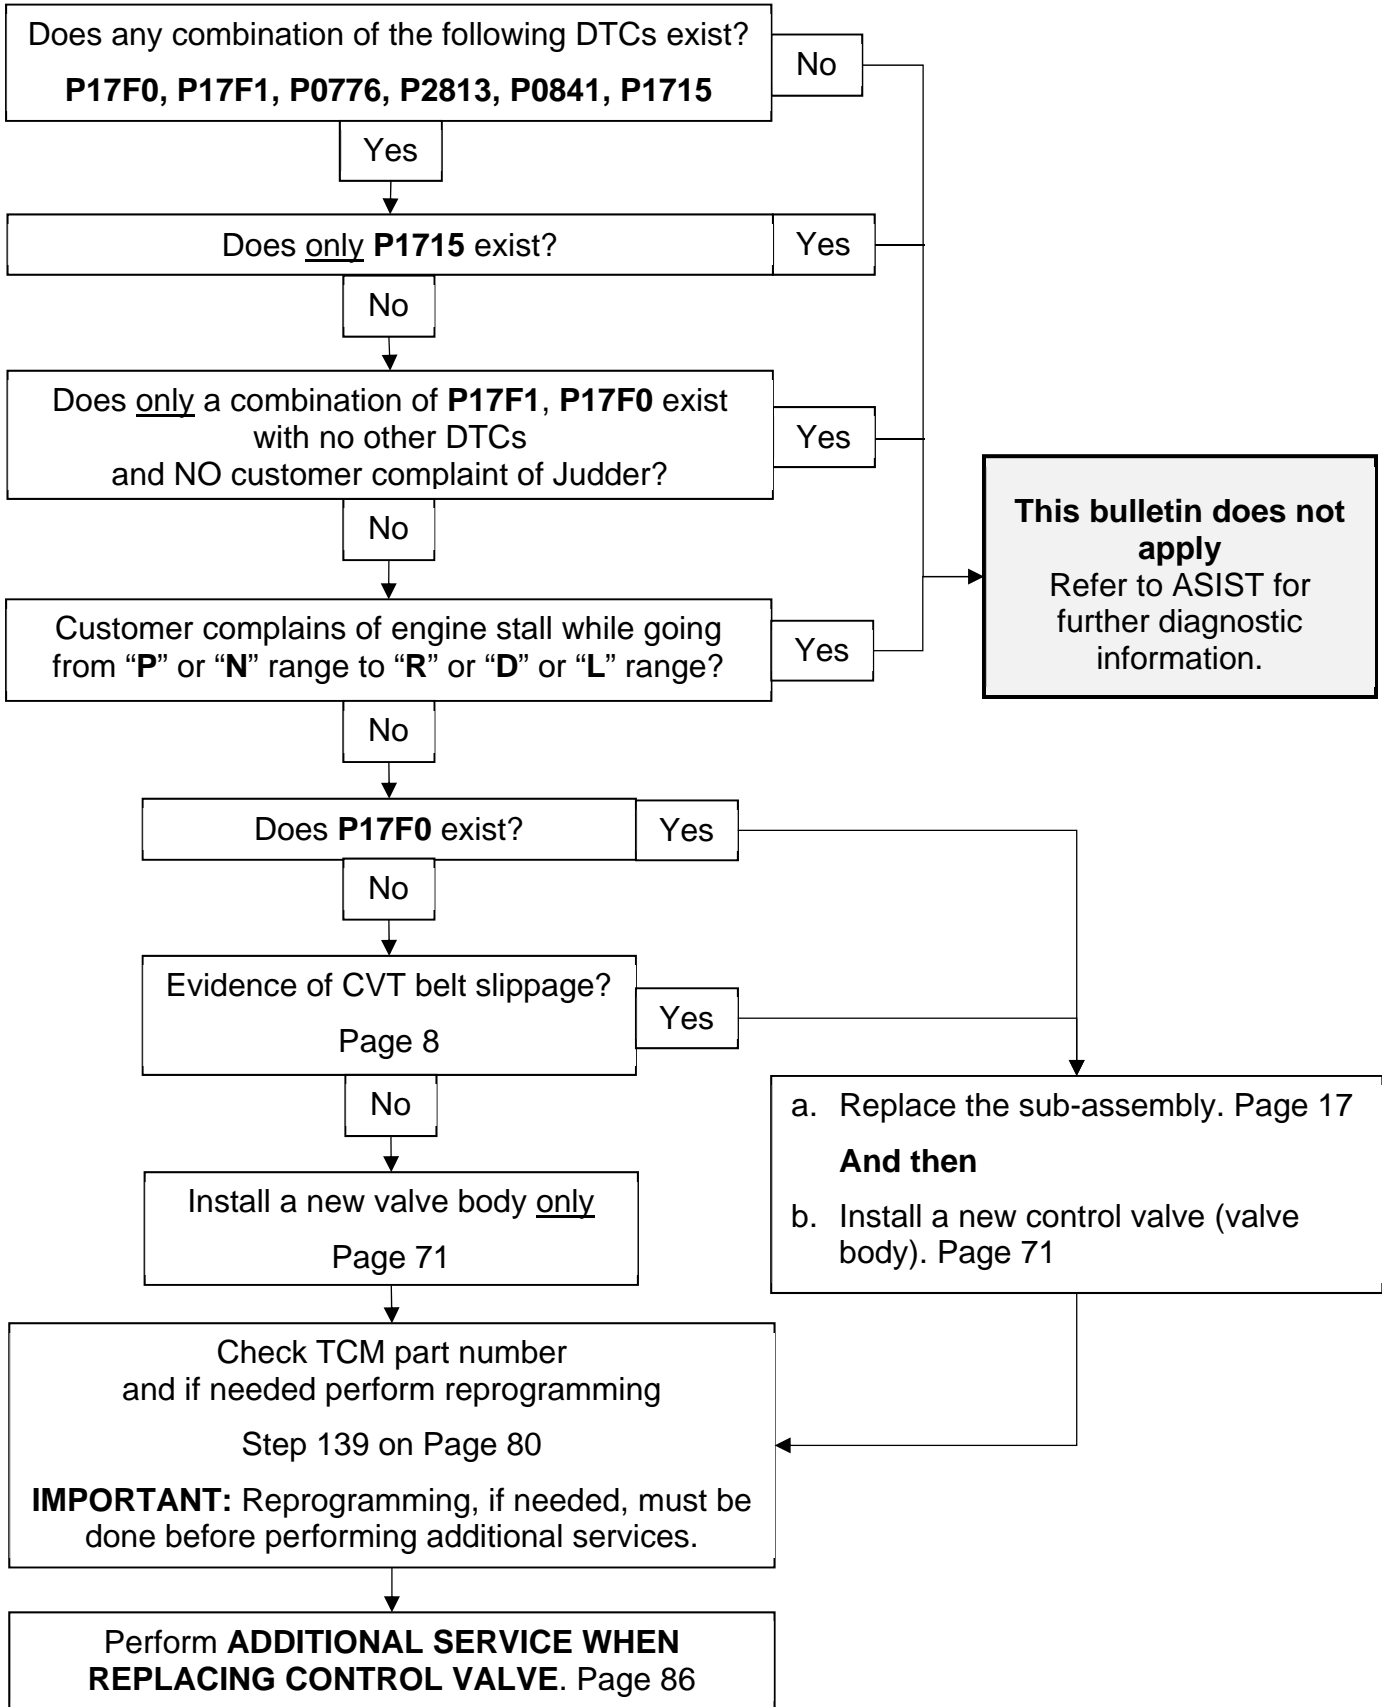 Does any combination of the following DTCs exist?
P17F0, P17F1, P0776, P2813, P0841, P1715
No
Yes
Does only P1715 exist?
Yes
No
Does only a combination of P17F1, P17F0 exist
with no other DTCs
and NO customer complaint of Judder?
Yes
No
This bulletin does not
apply
Refer to ASIST for
further diagnostic
information.
Customer complains of engine stall while going
from “P” or “N” range to “R” or “D” or “L” range?
Yes
No
Does P17F0 exist?
Yes
No
Evidence of CVT belt slippage?
Page 8
Yes
No
a. Replace the sub-assembly. Page 17
And then
b. Install a new control valve (valve
body). Page 71
Install a new valve body only
Page 71
Check TCM part number
and if needed perform reprogramming
Step 139 on Page 80
IMPORTANT: Reprogramming, if needed, must be
done before performing additional services.
Perform ADDITIONAL SERVICE WHEN
REPLACING CONTROL VALVE. Page 86